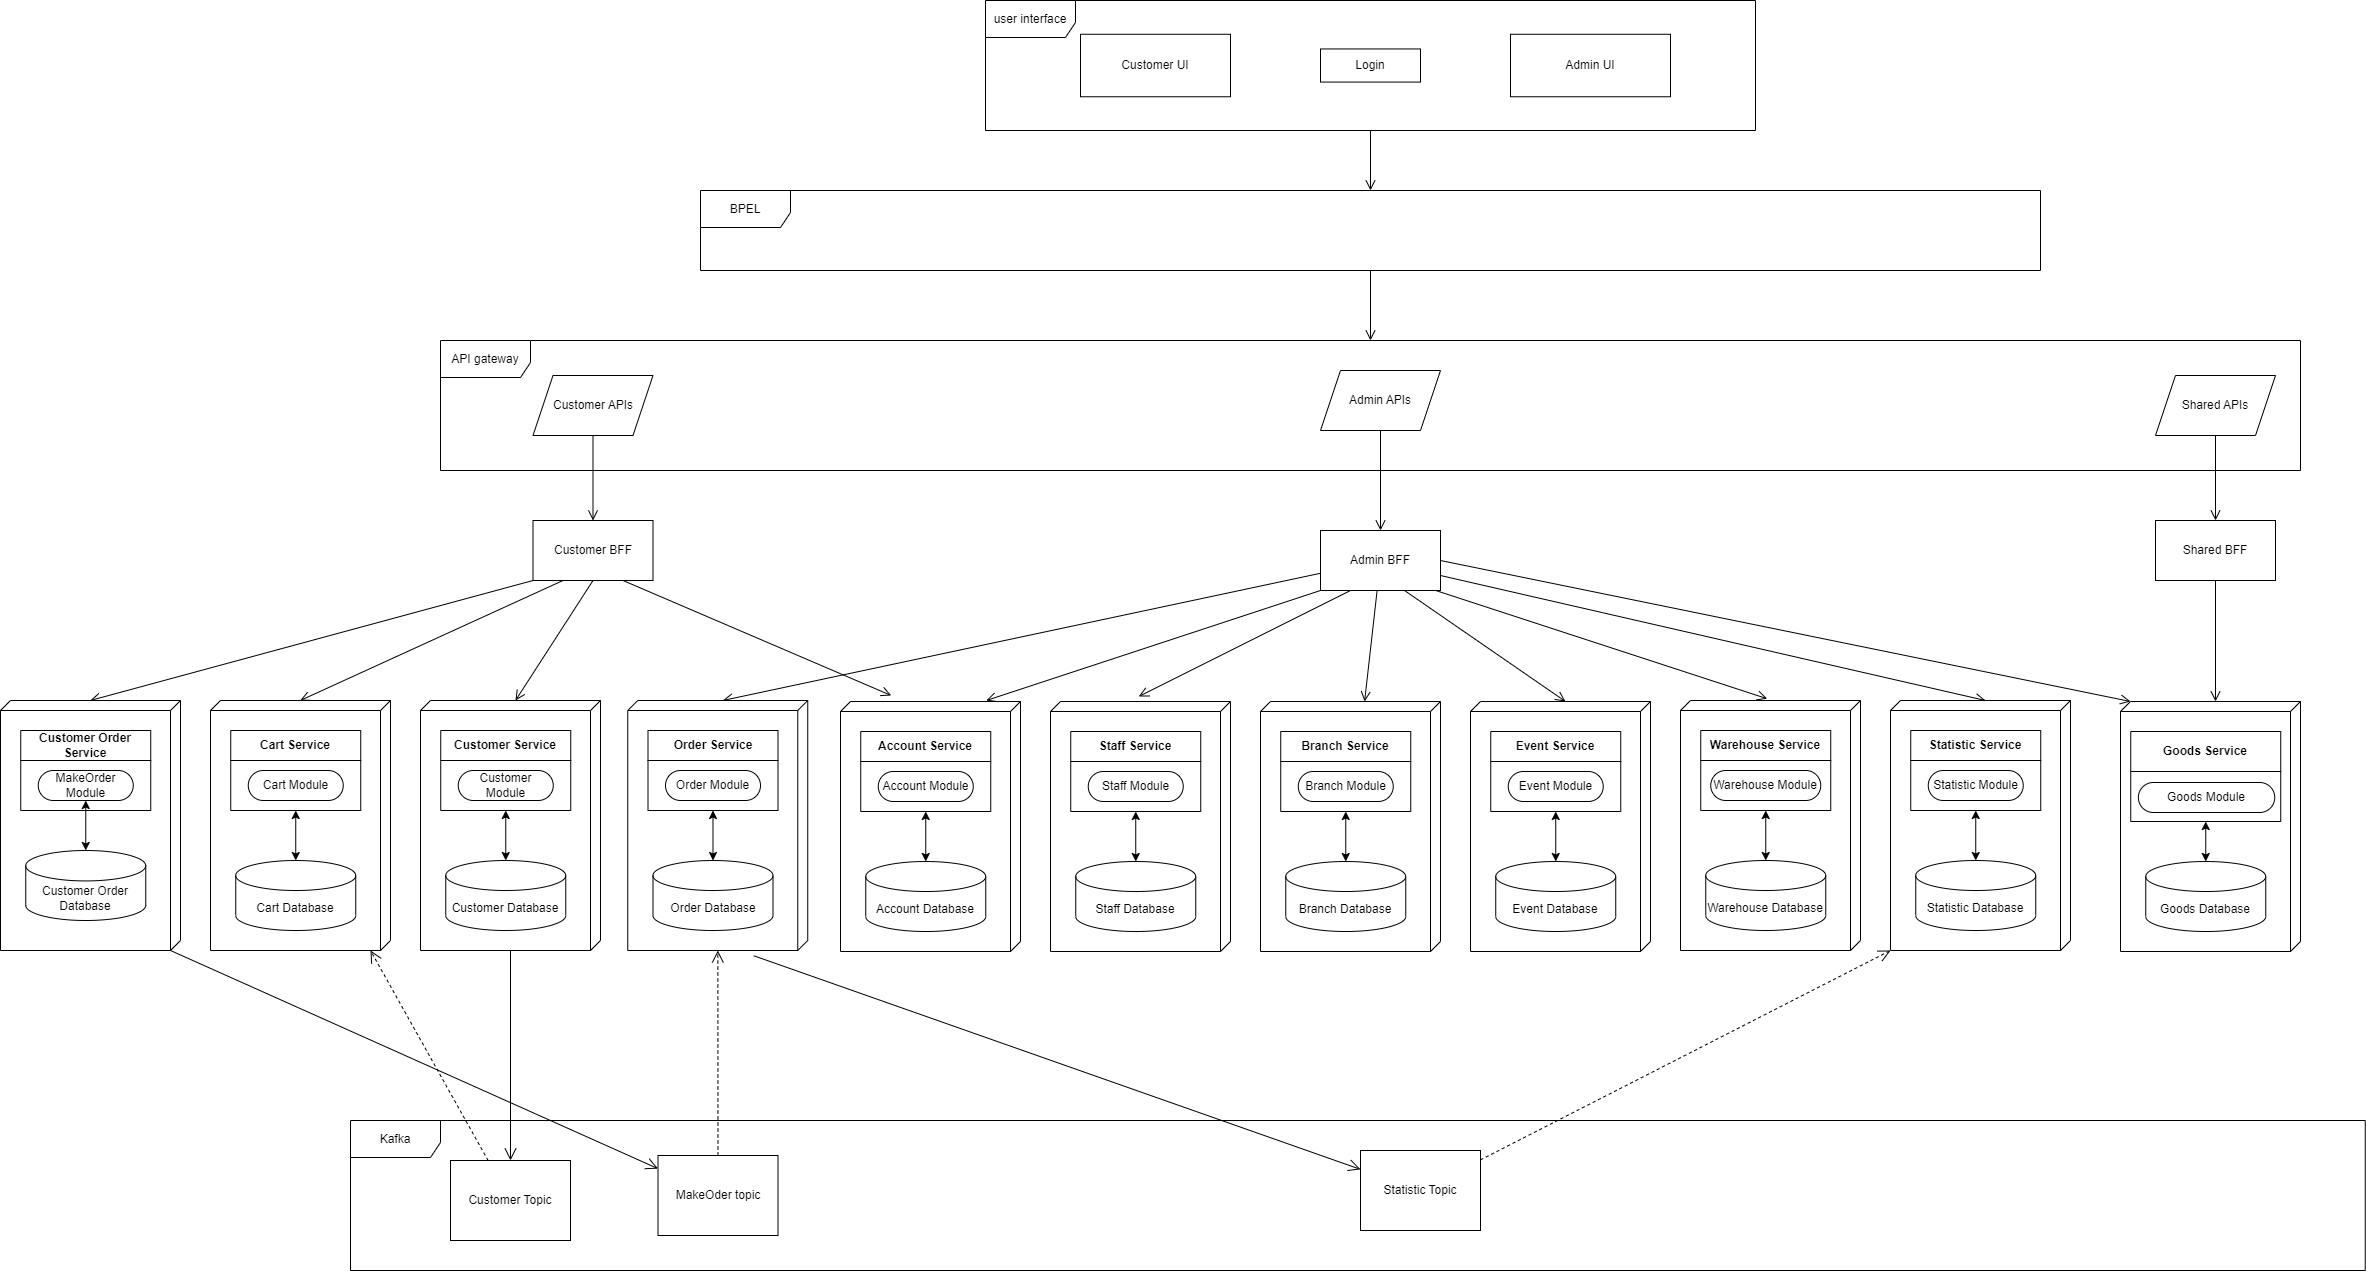 user interface
Customer UI
Login
Admin UI
BPEL
API gateway
Customer APIs
Admin APIs
Shared APIs
Customer BFF
Admin BFF
Shared BFF
Customer Order
Service
MakeOrder
Module
Customer Order
Database
Cart Service
Cart Module
Cart Database
Customer Service
Customer
Module
Customer Database
Order Service
Order Module
Order Database
Account Service
Account Module
Account Database
Staff Service
Staff Module
Staff Database
Branch Service
Branch Module
Branch Database
Event Service
Event Module
Event Database
Warehouse Service
Warehouse Module
Warehouse Database
Statistic Service
Statistic Module
Statistic Database
Goods Service
Goods Module
Goods Database
Kafka
Customer Topic
MakeOder topic
Statistic Topic